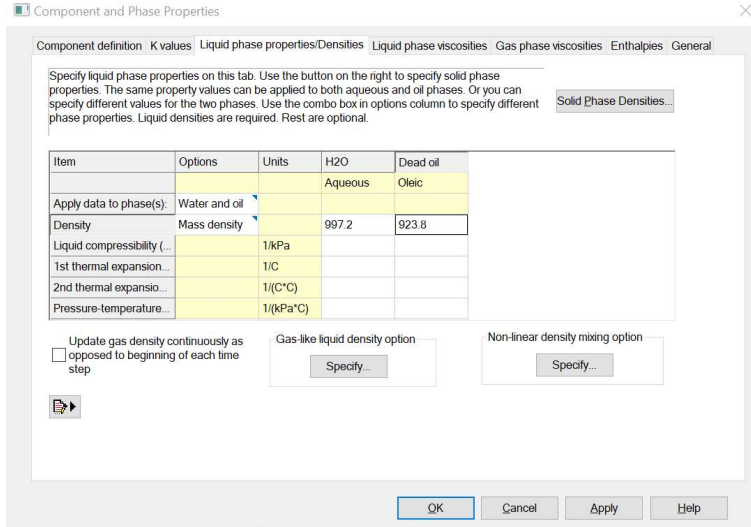 Component and Phase Properties
Component definition K values Liquid phase properties/Densities Liquid phase viscosities Gas phase viscosities Enthalpies General
Specify liquid phase properties on this tab. Use the button on the right to specify solid phase
properties. The same property values can be applied to both aqueous and oil phases. Or you can
specify different values for the two phases. Use the combo box in options column to specify different
phase properties. Liquid densities are required. Rest are optional.
Solid Phase Densities...
Item Options Units H2O Dead oil
Aqueous Oleic
Apply data to phase(s): Water and oil
Density Mass density 997.2 923.8
Liquid compressibility (... 1/kPa
1st thermal expansion... 1/C
2nd thermal expansio... 1/(C*C)
Pressure-temperature... 1/(kPa*C)
Update gas density continuously as
opposed to beginning of each time
step
Gas-like liquid density option
Specify...
Non-linear density mixing option
Specify...
OK Cancel Apply Help